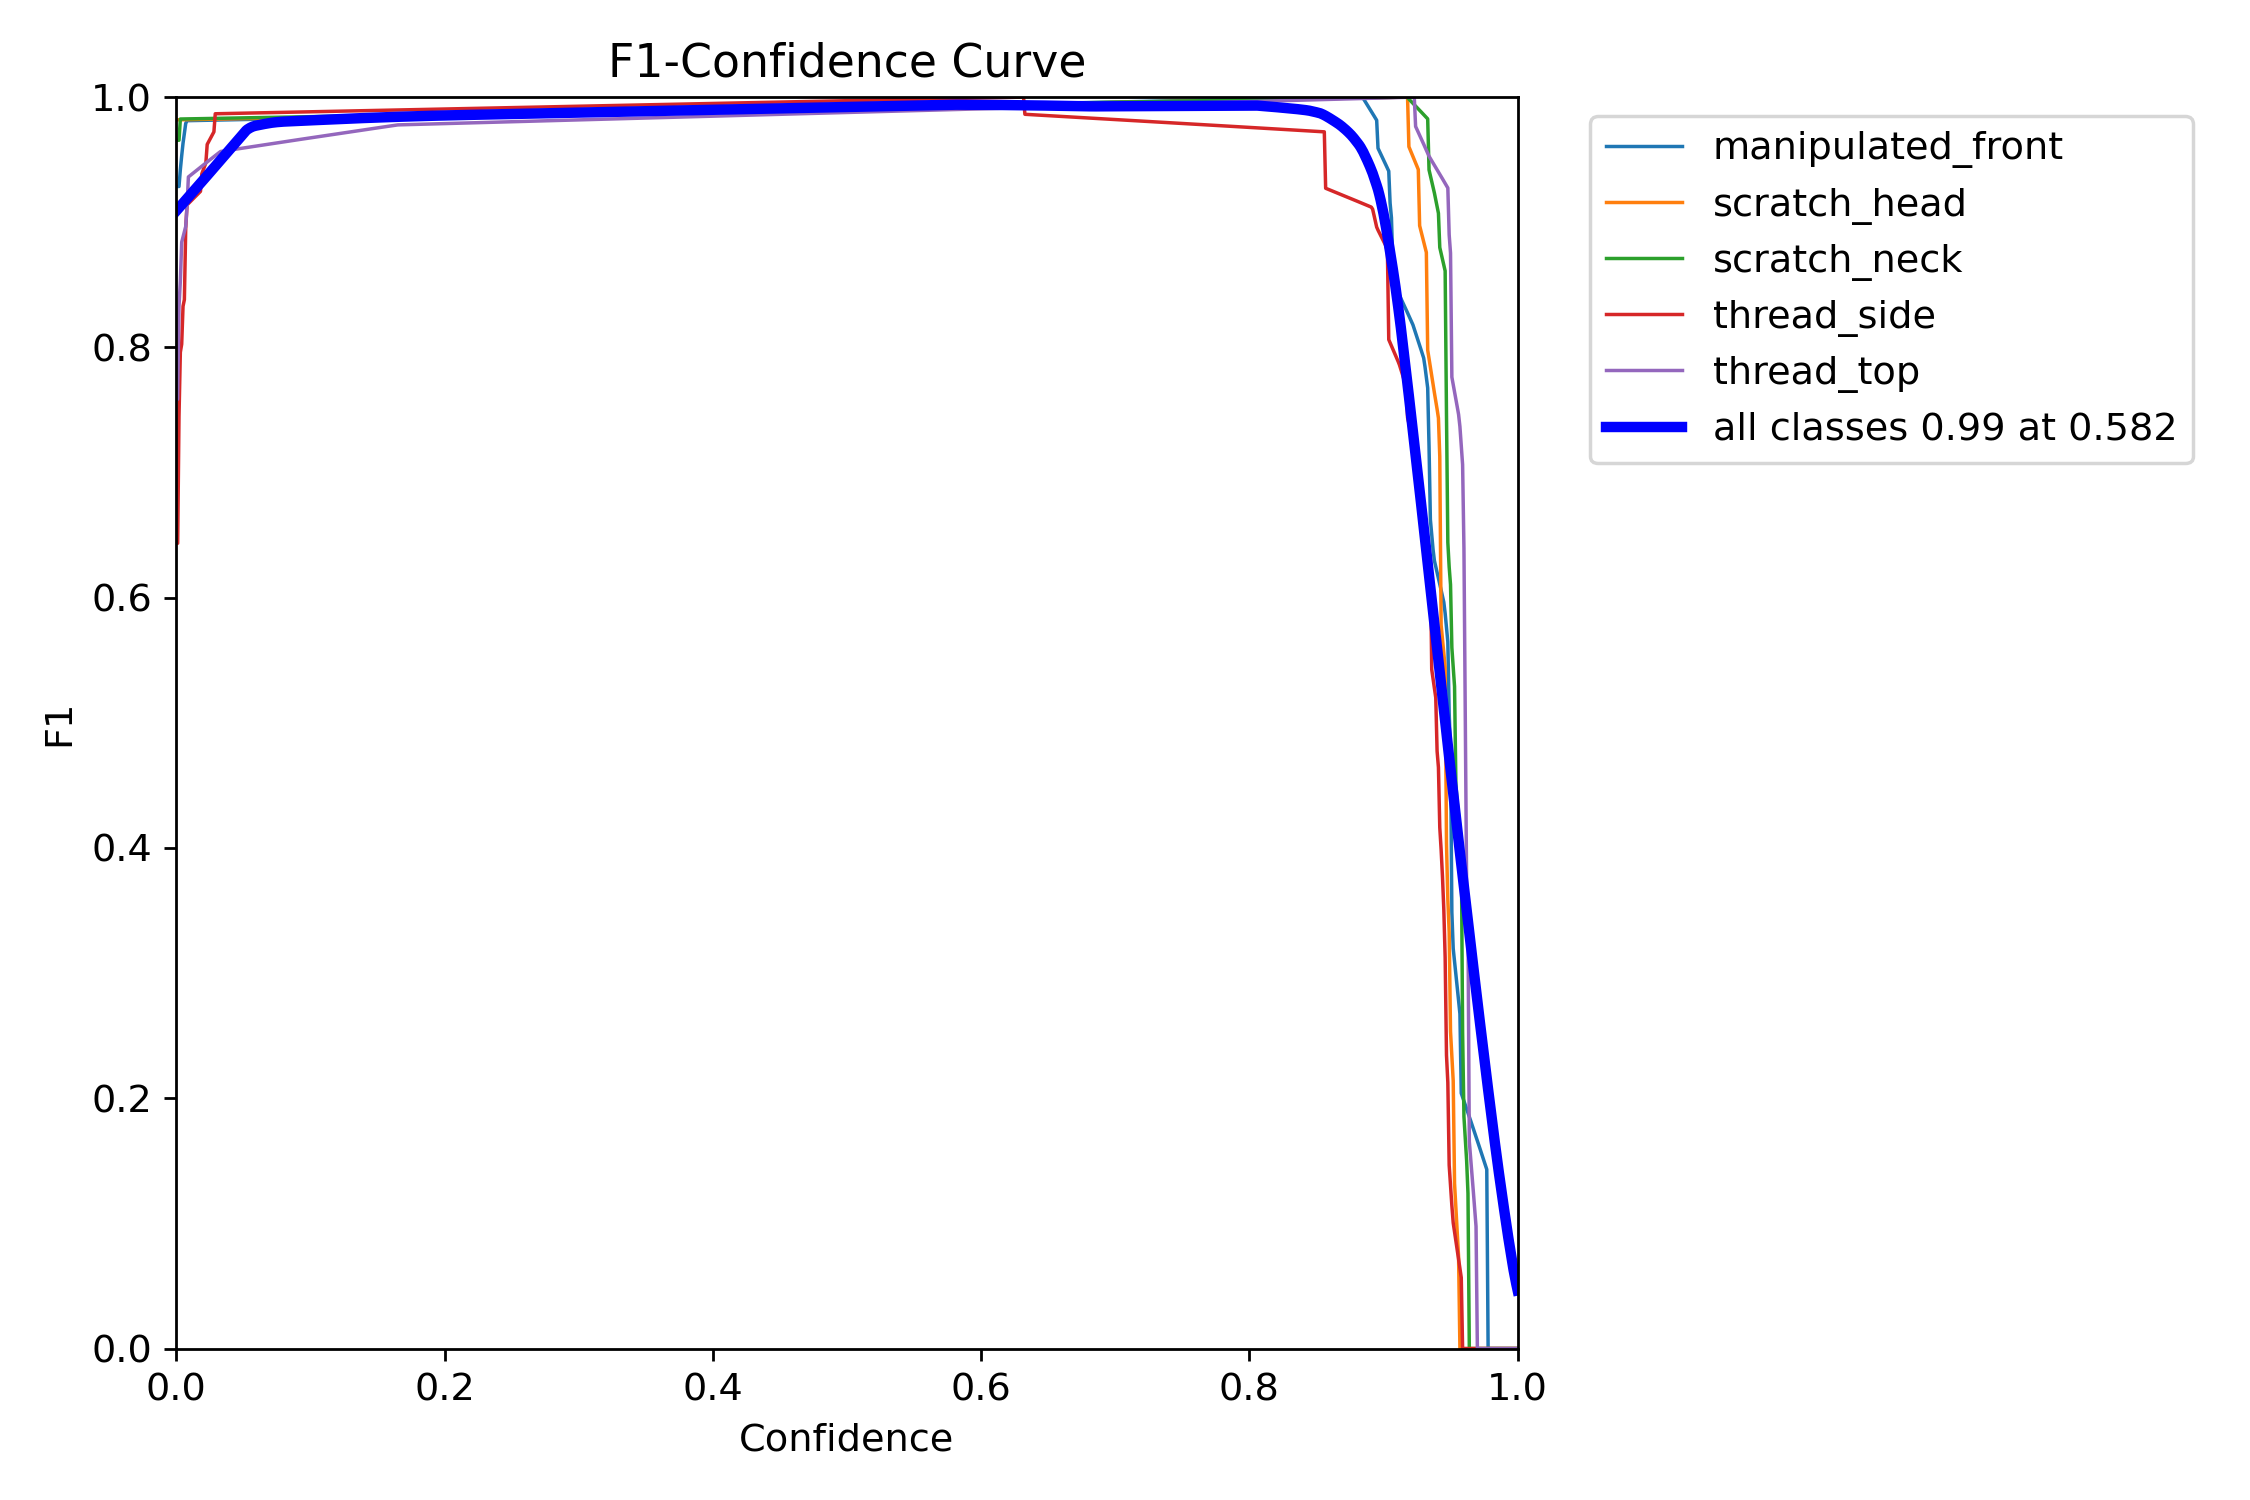 F1-Confidence Curve
1.0
0.8
0.6
0.4
0.2
0.0
F1
0.0 0.2 0.4 0.6 0.8 1.0
Confidence
manipulated_front
scratch_head
scratch_neck
thread_side
thread_top
all classes 0.99 at 0.582